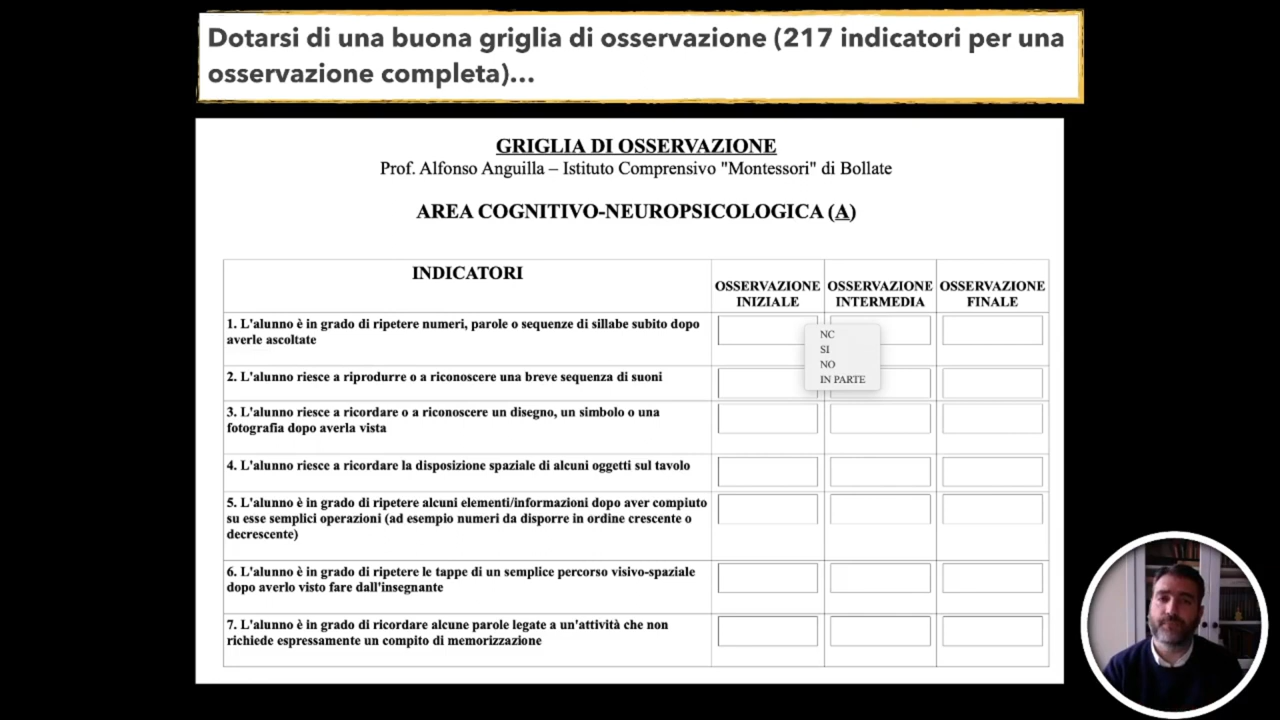 Dotarsi di una buona griglia di osservazione (217 indicatori per una
osservazione completa)...
GRIGLIA DI OSSERVAZIONE
Prof. Alfonso Anguilla – Istituto Comprensivo "Montessori" di Bollate
AREA COGNITIVO-NEUROPSICOLOGICA (A)
INDICATORI
OSSERVAZIONE
INIZIALE
OSSERVAZIONE
INTERMEDIA
OSSERVAZIONE
FINALE
1. L'alunno è in grado di ripetere numeri, parole o sequenze di sillabe subito dopo
averle ascoltate
NC
SI
NO
IN PARTE
2. L'alunno riesce a riprodurre o a riconoscere una breve sequenza di suoni
3. L'alunno riesce a ricordare o a riconoscere un disegno, un simbolo o una
fotografia dopo averla vista
4. L'alunno riesce a ricordare la disposizione spaziale di alcuni oggetti sul tavolo
5. L'alunno è in grado di ripetere alcuni elementi/informazioni dopo aver compiuto
su esse semplici operazioni (ad esempio numeri da disporre in ordine crescente o
decrescente)
6. L'alunno è in grado di ripetere le tappe di un semplice percorso visivo-spaziale
dopo averlo visto fare dall'insegnante
7. L'alunno è in grado di ricordare alcune parole legate a un'attività che non
richiede espressamente un compito di memorizzazione